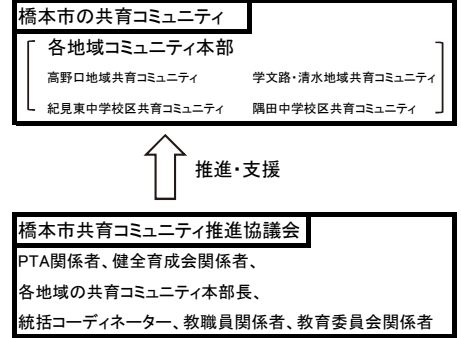 橋本市の共育コミュニティ
各地域コミュニティ本部
高野口地域共育コミュニティ 学文路・清水地域共育コミュニティ
紀見東中学校区共育コミュニティ 隅田中学校区共育コミュニティ
推進・支援
橋本市共育コミュニティ推進協議会
PTA関係者、健全育成会関係者、
各地域の共育コミュニティ本部長、
統括コーディネーター、教職員関係者、教育委員会関係者